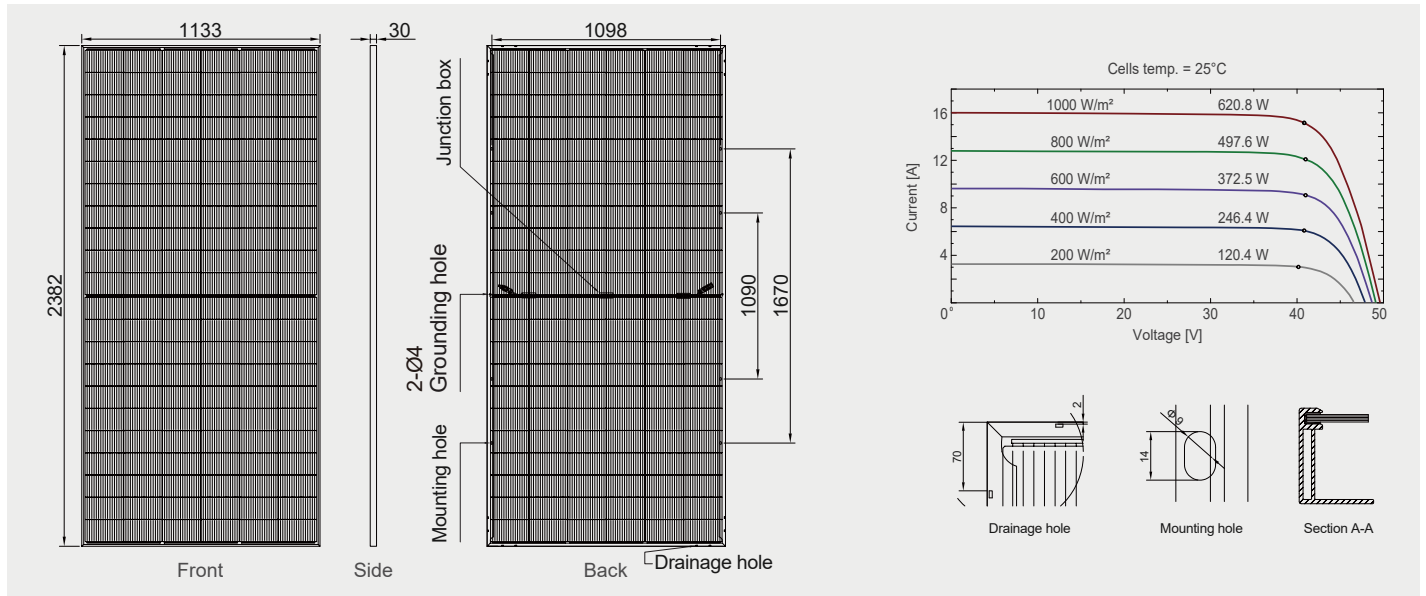 1133
30
1098
2382
Junction box
2-Ø4
Grounding hole
Mounting hole
1090
1670
Drainage hole
Front
Side
Back
Cells temp. = 25°C
Current [A]
16
12
8
4
1000 W/m² 620.8 W
800 W/m² 497.6 W
600 W/m² 372.5 W
400 W/m² 246.4 W
200 W/m² 120.4 W
0 10 20 30 40 50
Voltage [V]
2
70
Drainage hole
Ø 9
14
Mounting hole
Section A-A